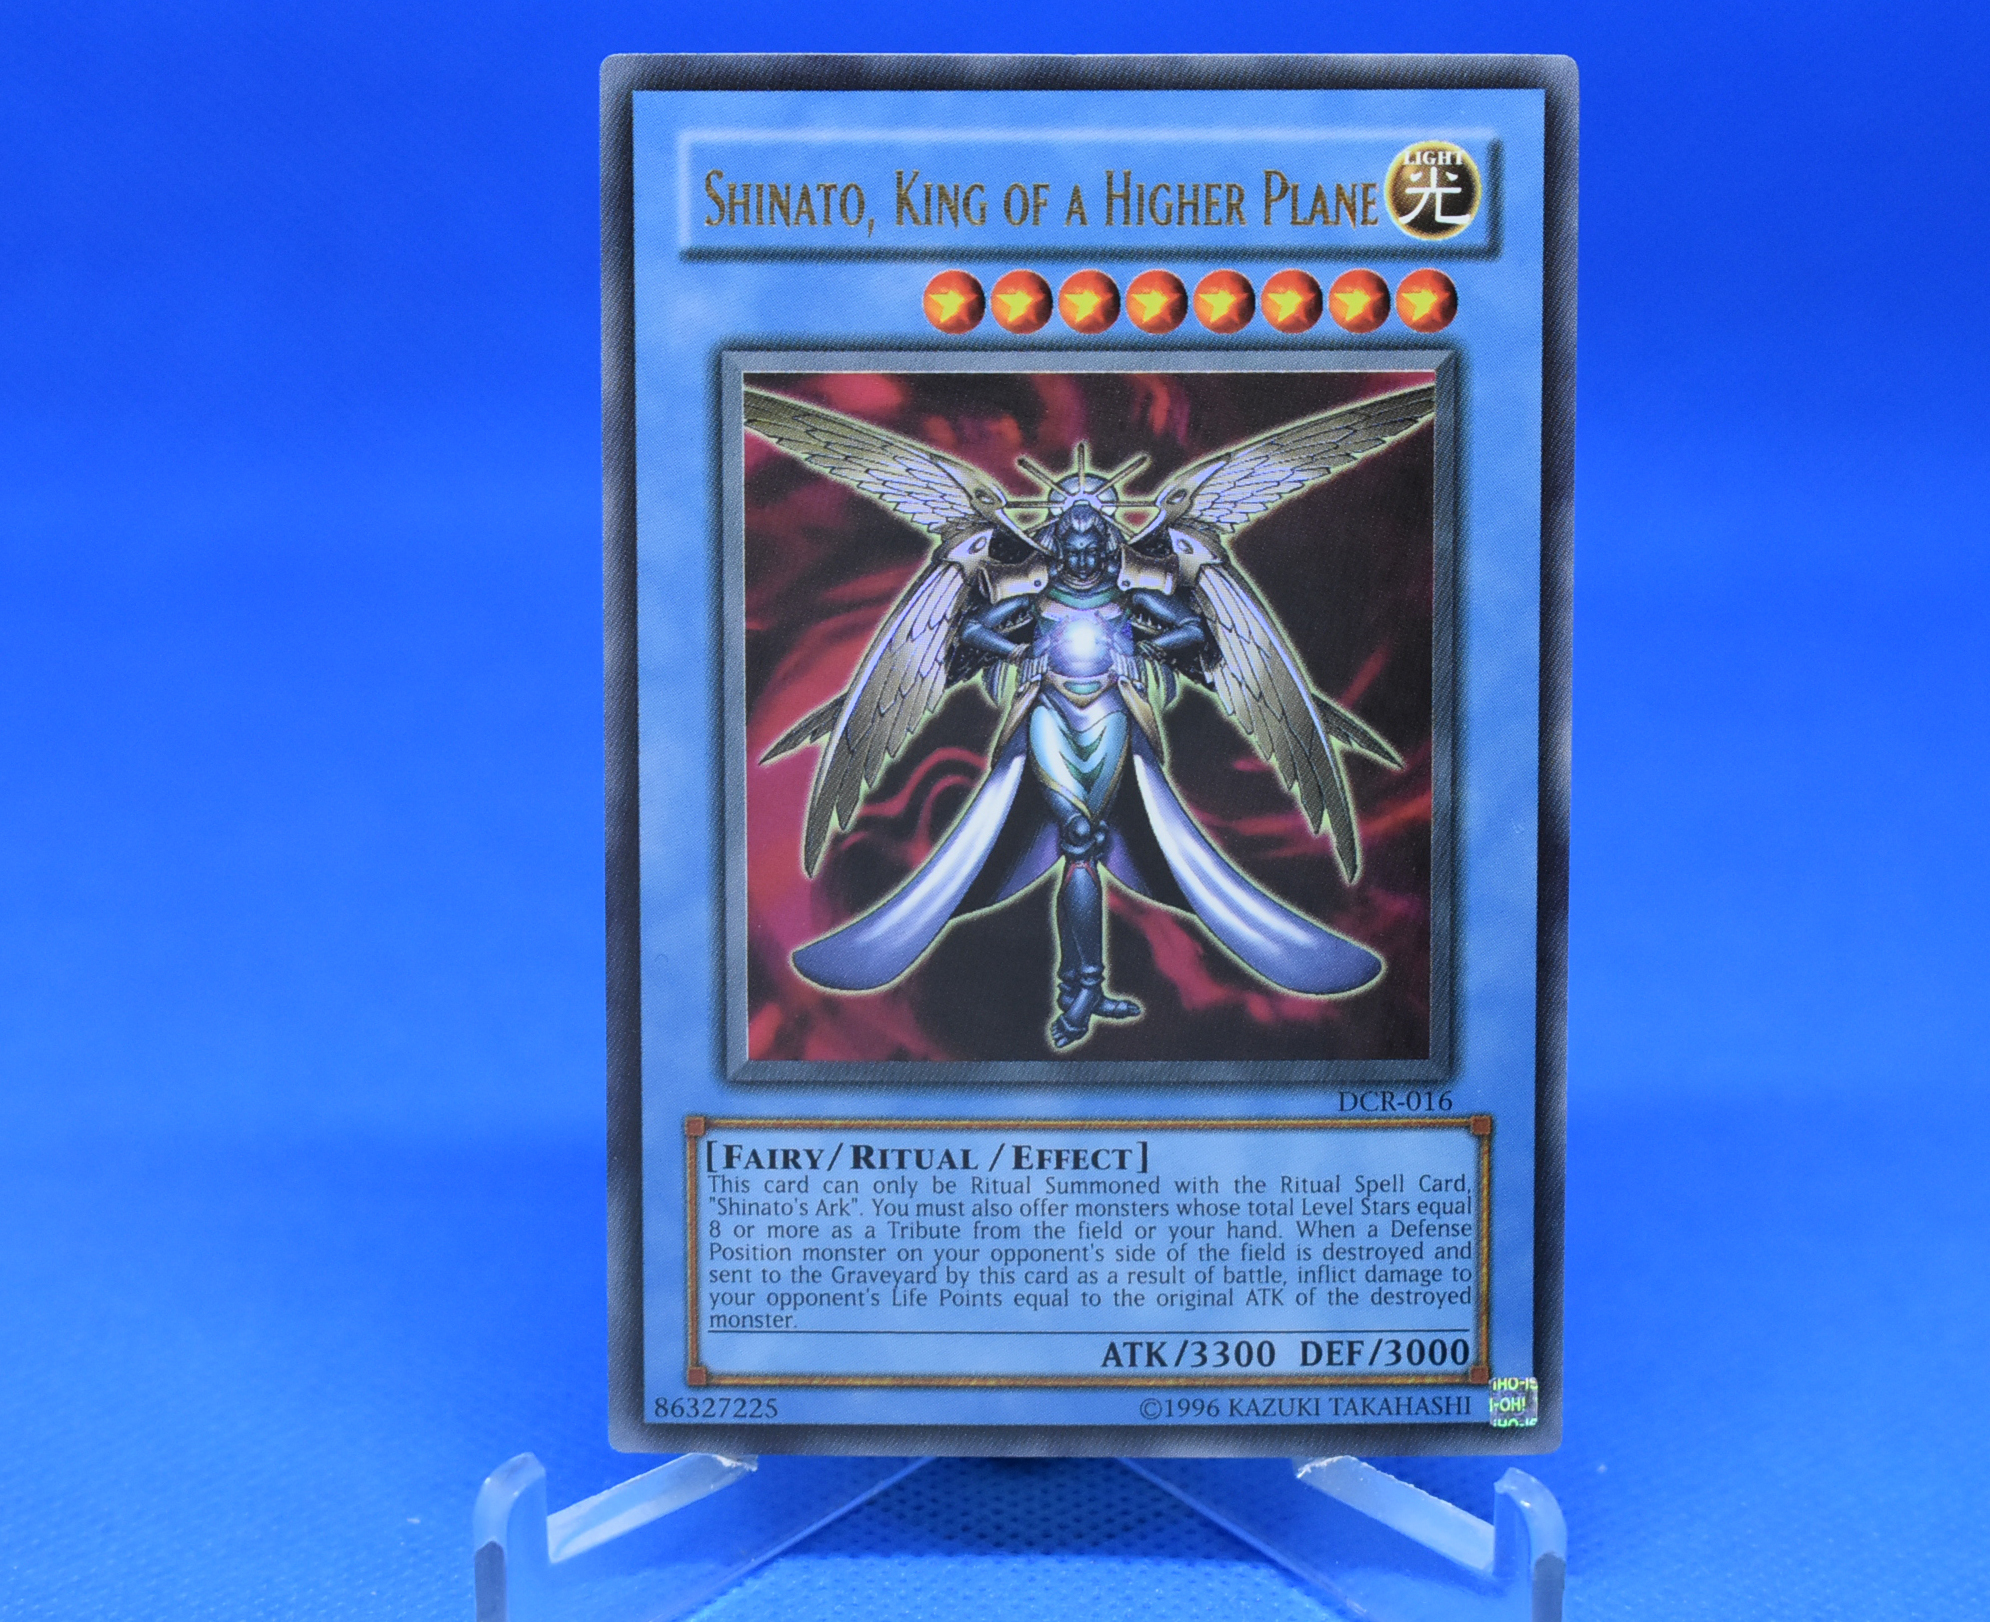 SHINATO, KING OF A HIGHER PLANE
LIGHT
光
DCR-016
[FAIRY/RITUAL /EFFECT]
This card can only be Ritual Summoned with the Ritual Spell Card,
"Shinato's Ark". You must also offer monsters whose total Level Stars equal
8 or more as a Tribute from the field or your hand. When a Defense
Position monster on your opponent's side of the field is destroyed and
sent to the Graveyard by this card as a result of battle, inflict damage to
your opponent's Life Points equal to the original ATK of the destroyed
monster.
ATK/3300 DEF/3000
86327225
©1996 KAZUKI TAKAHASHI